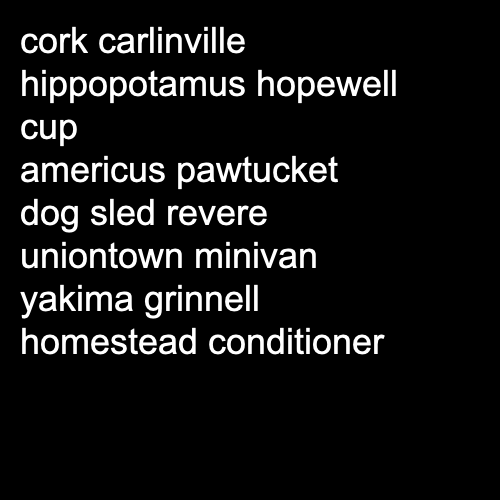 cork carlinville
hippopotamus hopewell
cup
americus pawtucket
dog sled revere
uniontown minivan
yakima grinnell
homestead conditioner